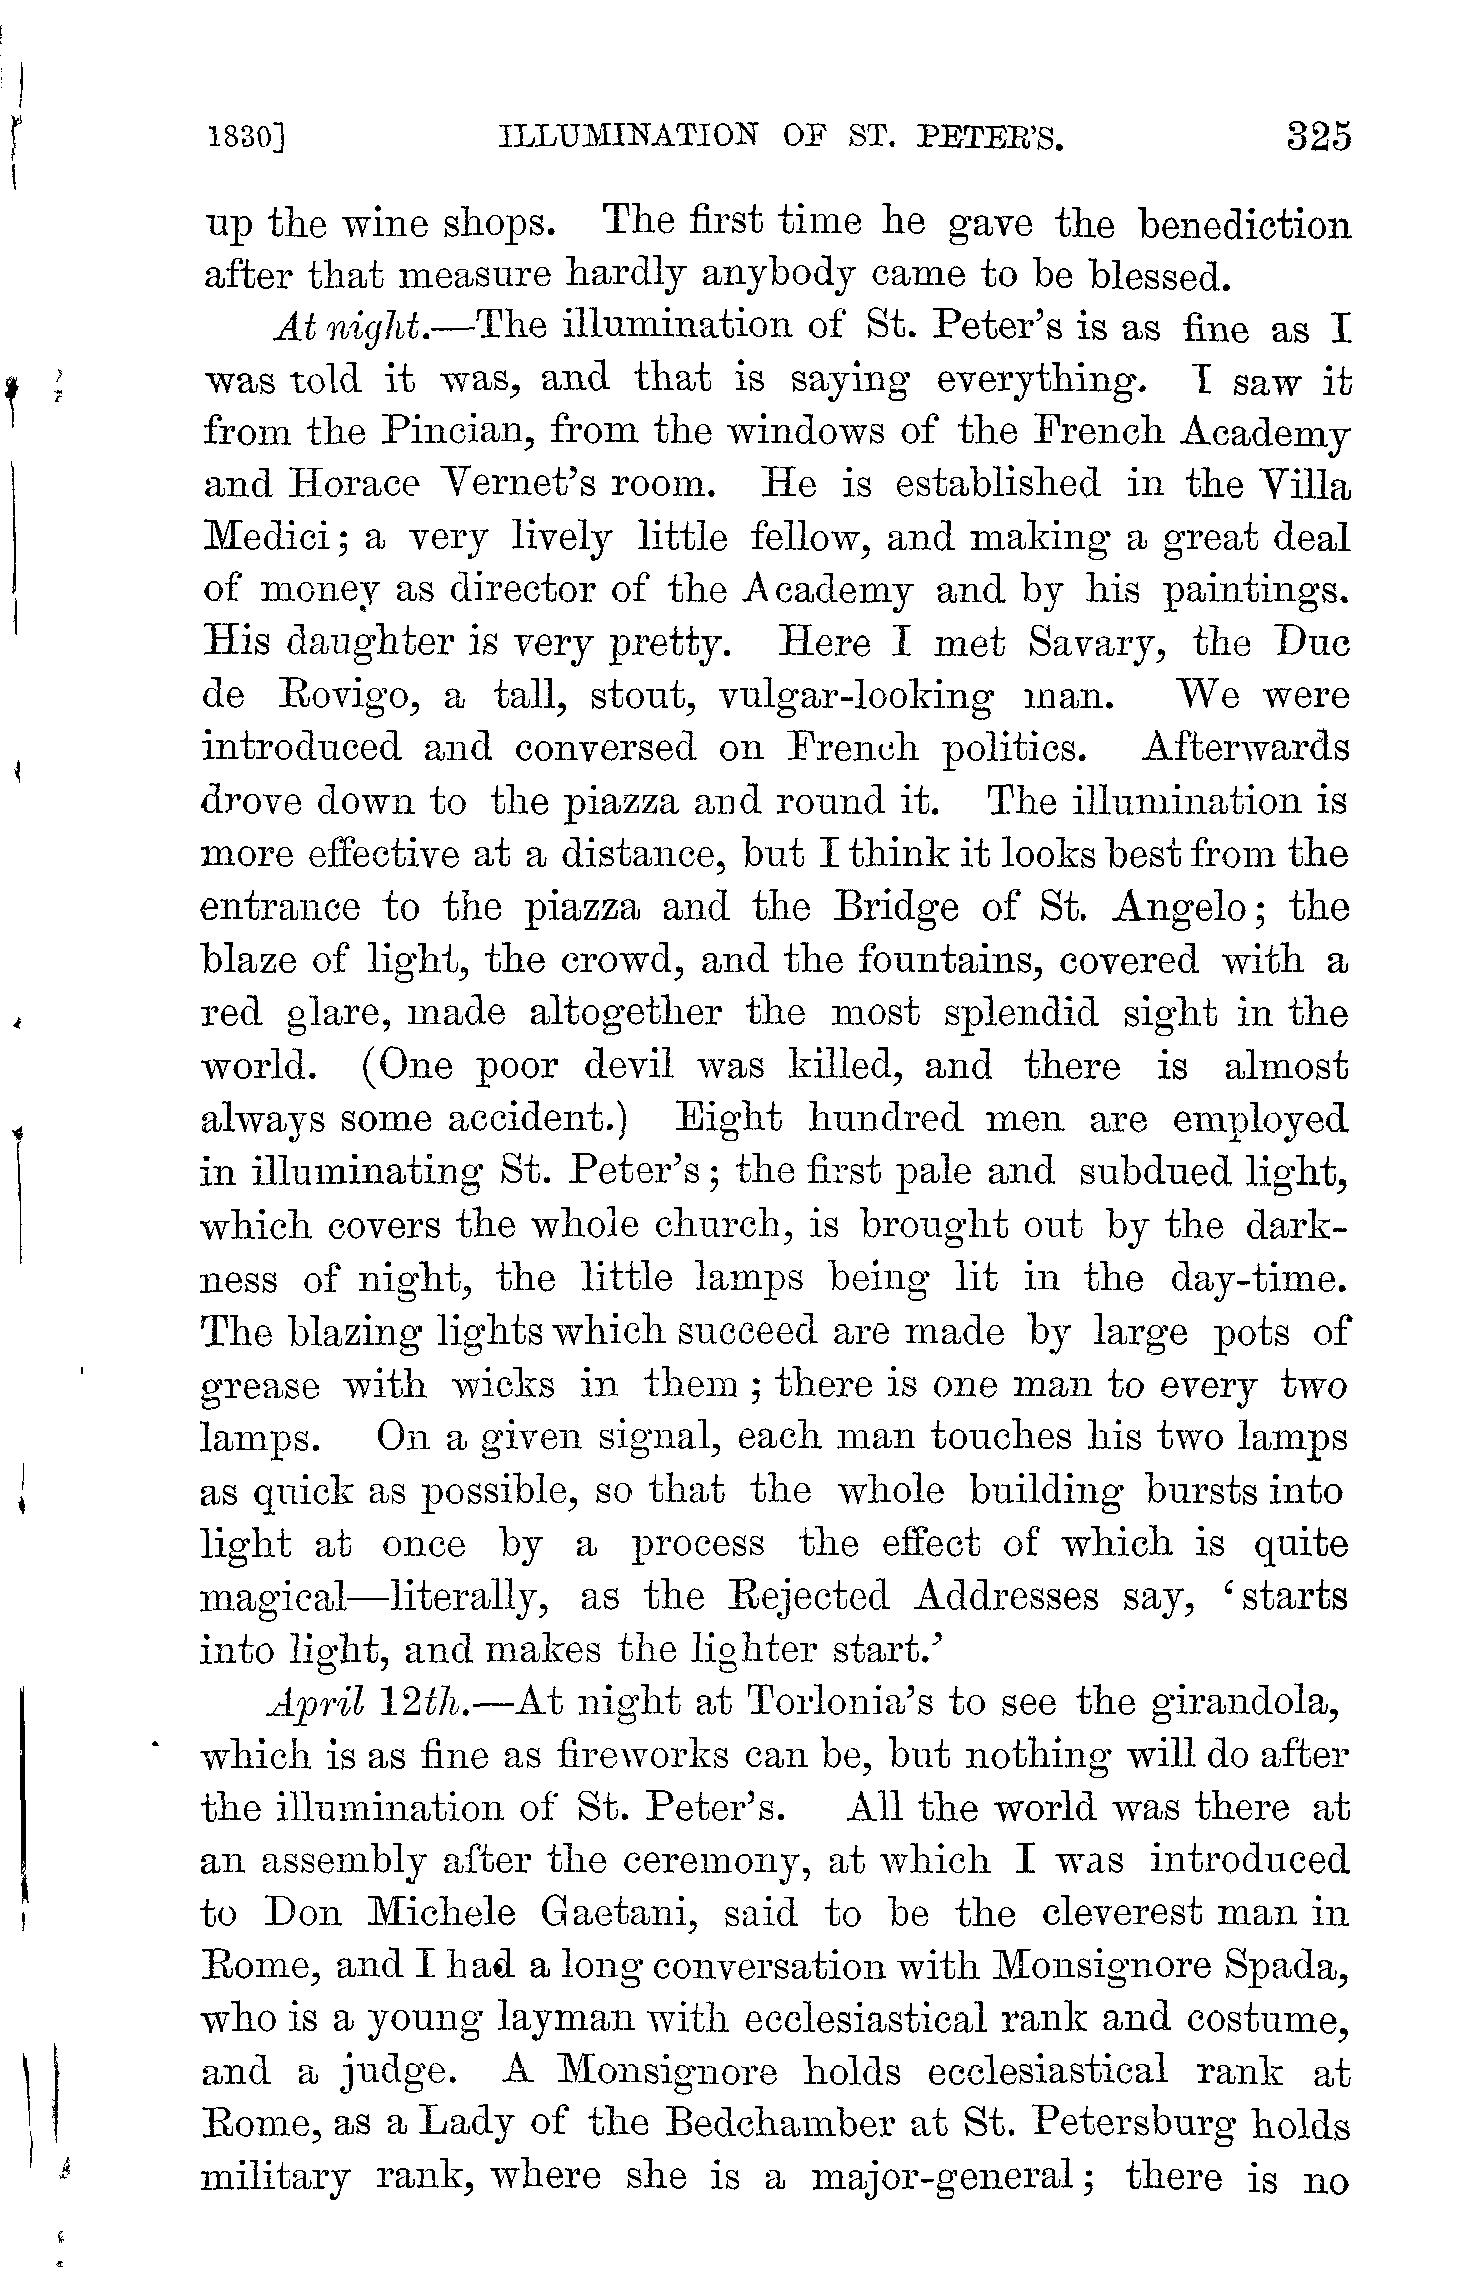 1830] ILLUMINATION OF ST. PETER'S. 325
up the wine shops. The first time he gave the benediction
after that measure hardly anybody came to be blessed.
At night.—The illumination of St. Peter's is as fine as I
was told it was, and that is saying everything. I saw it
from the Pincian, from the windows of the French Academy
and Horace Vernet's room. He is established in the Villa
Medici; a very lively little fellow, and making a great deal
of money as director of the Academy and by his paintings.
His daughter is very pretty. Here I met Savary, the Duc
de Rovigo, a tall, stout, vulgar-looking man. We were
introduced and conversed on French politics. Afterwards
drove down to the piazza and round it. The illumination is
more effective at a distance, but I think it looks best from the
entrance to the piazza and the Bridge of St. Angelo; the
blaze of light, the crowd, and the fountains, covered with a
red glare, made altogether the most splendid sight in the
world. (One poor devil was killed, and there is almost
always some accident.) Eight hundred men are employed
in illuminating St. Peter's; the first pale and subdued light,
which covers the whole church, is brought out by the dark-
ness of night, the little lamps being lit in the day-time.
The blazing lights which succeed are made by large pots of
grease with wicks in them; there is one man to every two
lamps. On a given signal, each man touches his two lamps
as quick as possible, so that the whole building bursts into
light at once by a process the effect of which is quite
magical—literally, as the Rejected Addresses say, 'starts
into light, and makes the lighter start.'
April 12th.—At night at Torlonia's to see the girandola,
which is as fine as fireworks can be, but nothing will do after
the illumination of St. Peter's. All the world was there at
an assembly after the ceremony, at which I was introduced
to Don Michele Gaetani, said to be the cleverest man in
Rome, and I had a long conversation with Monsignore Spada,
who is a young layman with ecclesiastical rank and costume,
and a judge. A Monsignore holds ecclesiastical rank at
Rome, as a Lady of the Bedchamber at St. Petersburg holds
military rank, where she is a major-general; there is no